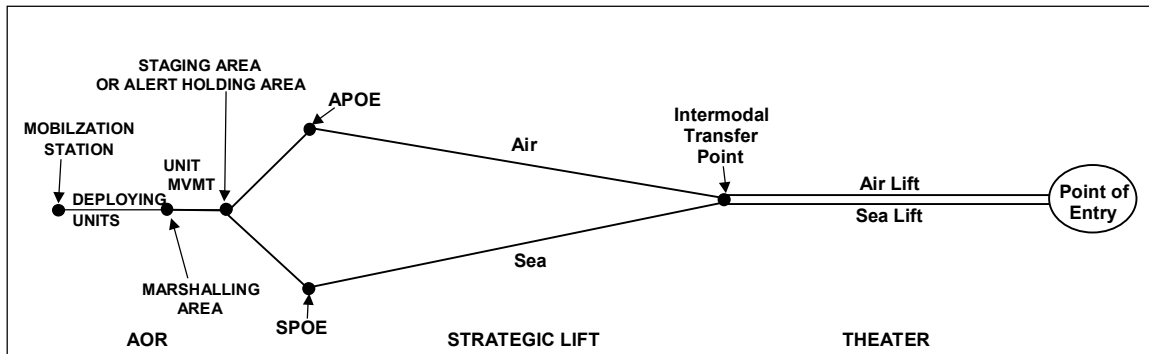 STAGING AREA
OR ALERT HOLDING AREA
APOE
MOBILZATION
STATION
UNIT
MVMT
DEPLOYING
UNITS
MARSHALLING
AREA
SPOE
Air
Sea
Intermodal
Transfer
Point
Air Lift
Sea Lift
Point of
Entry
AOR
STRATEGIC LIFT
THEATER